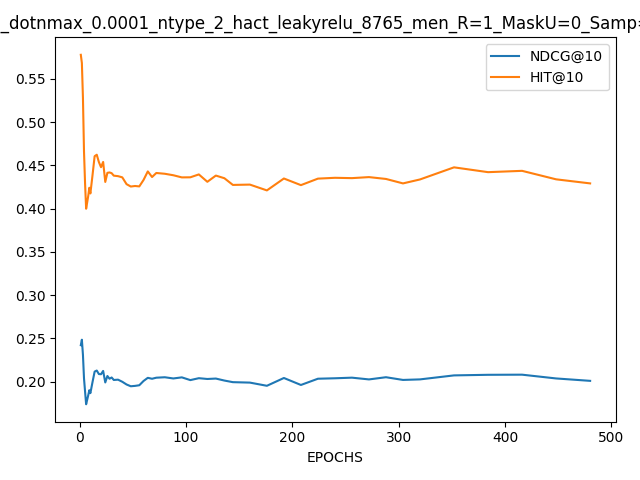 _dotnmax_0.0001_ntype_2_hact_leakyrelu_8765_men_R=1_MaskU=0_Samp=
NDCG@10
HIT@10
0.55
0.50
0.45
0.40
0.35
0.30
0.25
0.20
0 100 200 300 400 500
EPOCHS